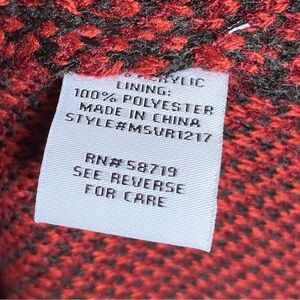 % ACRYLIC
LINING:
100% POLYESTER
MADE IN CHINA
STYLE#MSVR1217
RN# 58719
SEE REVERSE
FOR CARE